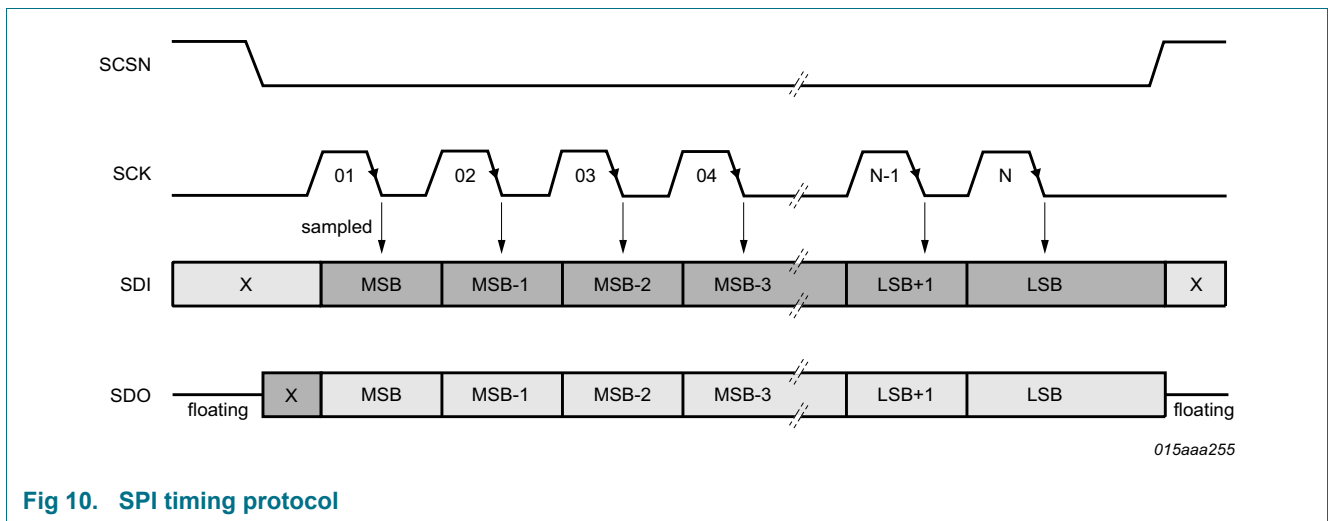 SCSN
SCK 01 02 03 04 N-1 N
sampled
SDI X MSB MSB-1 MSB-2 MSB-3 LSB+1 LSB X
SDO floating X MSB MSB-1 MSB-2 MSB-3 LSB+1 LSB floating
015aaa255
Fig 10. SPI timing protocol